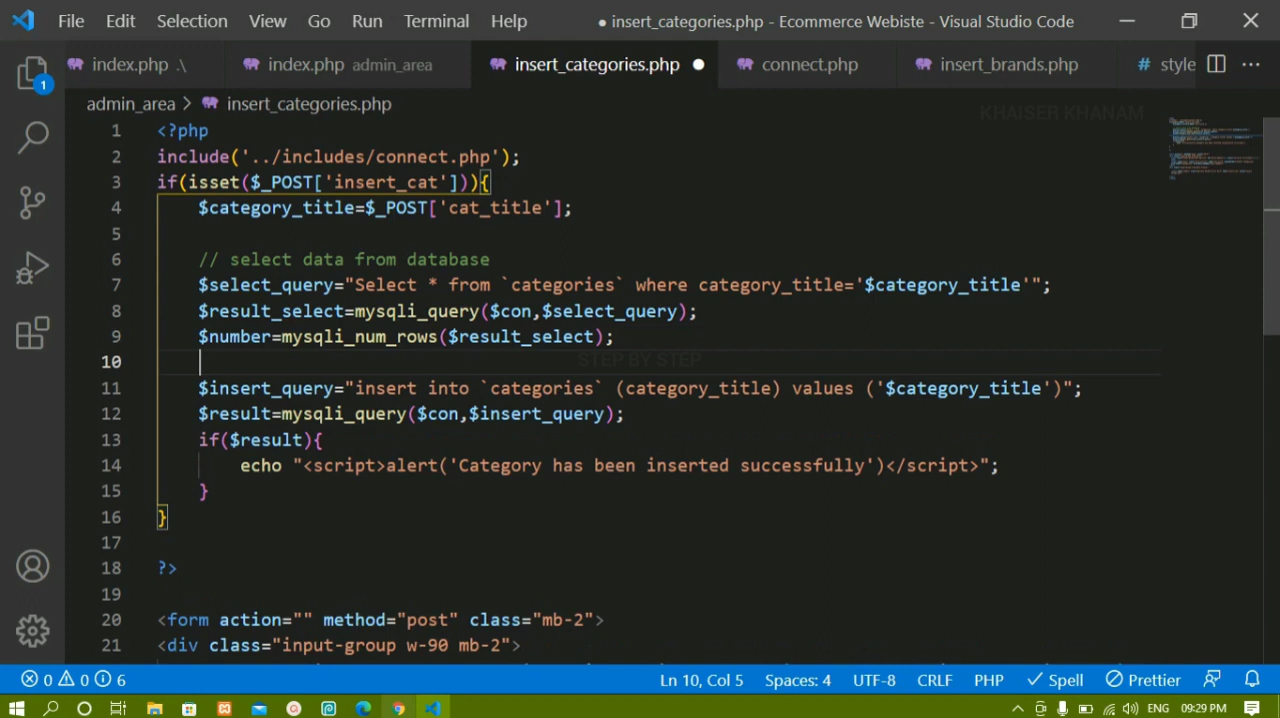 File Edit Selection View Go Run Terminal Help ● insert_categories.php - Ecommerce Webiste - Visual Studio Code
index.php .\ index.php admin_area insert_categories.php ● connect.php insert_brands.php # style ...
1
admin_area > insert_categories.php
KHAISER KHANAM
1 <?php
2 include('../includes/connect.php');
3 if(isset($_POST['insert_cat'])){
4 $category_title=$_POST['cat_title'];
5
6 // select data from database
7 $select_query="Select * from `categories` where category_title='$category_title'";
8 $result_select=mysqli_query($con,$select_query);
9 $number=mysqli_num_rows($result_select);
10
STEP BY STEP
11 $insert_query="insert into `categories` (category_title) values ('$category_title')";
12 $result=mysqli_query($con,$insert_query);
13 if($result){
14 echo "<script>alert('Category has been inserted successfully')</script>";
15 }
16 }
17
18 ?>
19
20 <form action="" method="post" class="mb-2">
21 <div class="input-group w-90 mb-2">
0 0 6 Ln 10, Col 5 Spaces: 4 UTF-8 CRLF PHP Spell Prettier
ENG 09:29 PM